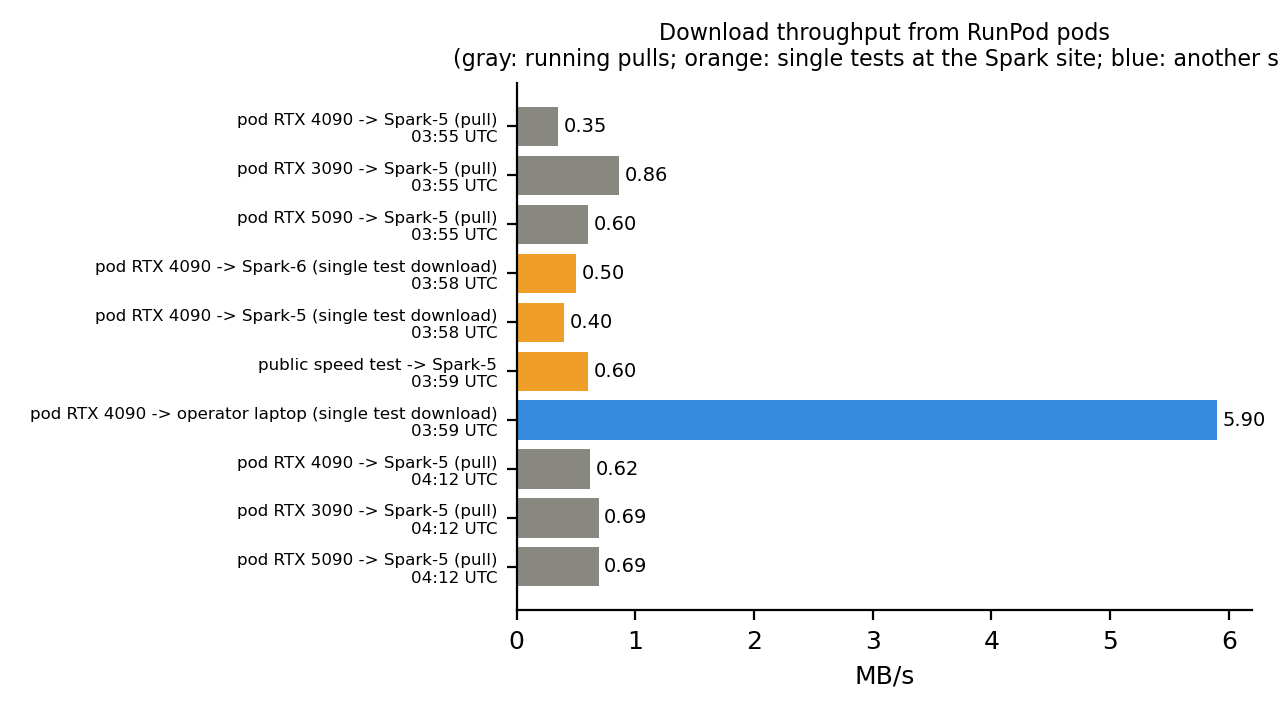 Download throughput from RunPod pods
(gray: running pulls; orange: single tests at the Spark site; blue: another s
pod RTX 4090 -> Spark-5 (pull)
03:55 UTC
0.35
pod RTX 3090 -> Spark-5 (pull)
03:55 UTC
0.86
pod RTX 5090 -> Spark-5 (pull)
03:55 UTC
0.60
pod RTX 4090 -> Spark-6 (single test download)
03:58 UTC
0.50
pod RTX 4090 -> Spark-5 (single test download)
03:58 UTC
0.40
public speed test -> Spark-5
03:59 UTC
0.60
pod RTX 4090 -> operator laptop (single test download)
03:59 UTC
5.90
pod RTX 4090 -> Spark-5 (pull)
04:12 UTC
0.62
pod RTX 3090 -> Spark-5 (pull)
04:12 UTC
0.69
pod RTX 5090 -> Spark-5 (pull)
04:12 UTC
0.69
0 1 2 3 4 5 6
MB/s